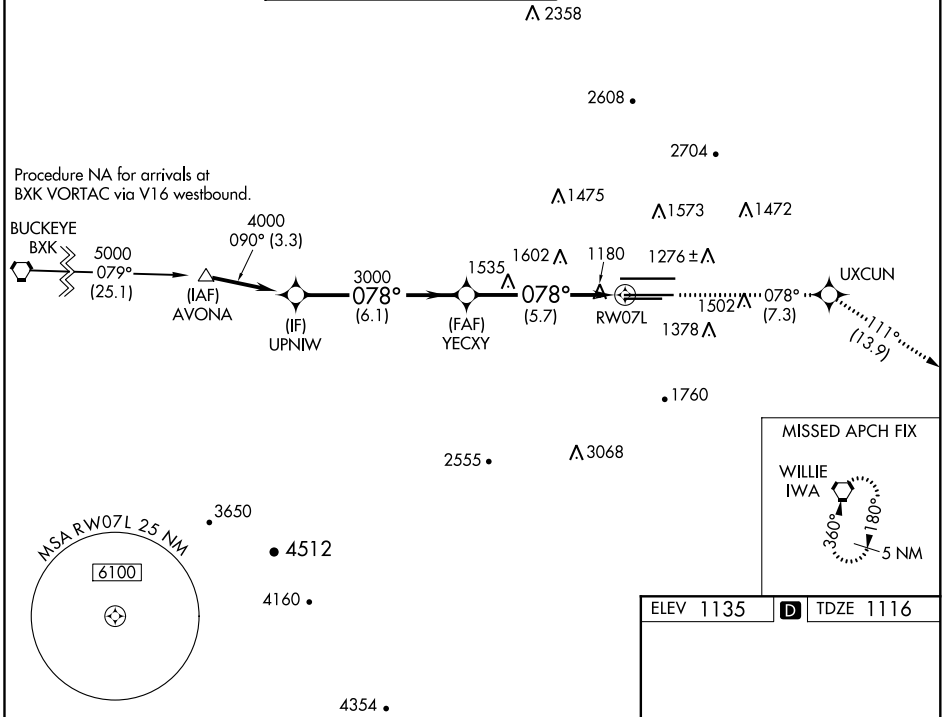 2358
2608
2704
Procedure NA for arrivals at
BXK VORTAC via V16 westbound.
1475
1573
1472
BUCKEYE
BXK
5000
079°
(25.1)
4000
090° (3.3)
(IAF)
AVONA
(IF)
UPNIW
3000
078°
(6.1)
1535
1602
1180
1276 ±
(FAF)
YECXY
078°
(5.7)
RW07L
1502
078°
(7.3)
UXCUN
1378
111°
(13.9)
1760
2555
3068
MISSED APCH FIX
WILLIE
IWA
360°
180°
5 NM
3650
4512
4160
4354
MSA RW07L 25 NM
6100
ELEV 1135 D TDZE 1116